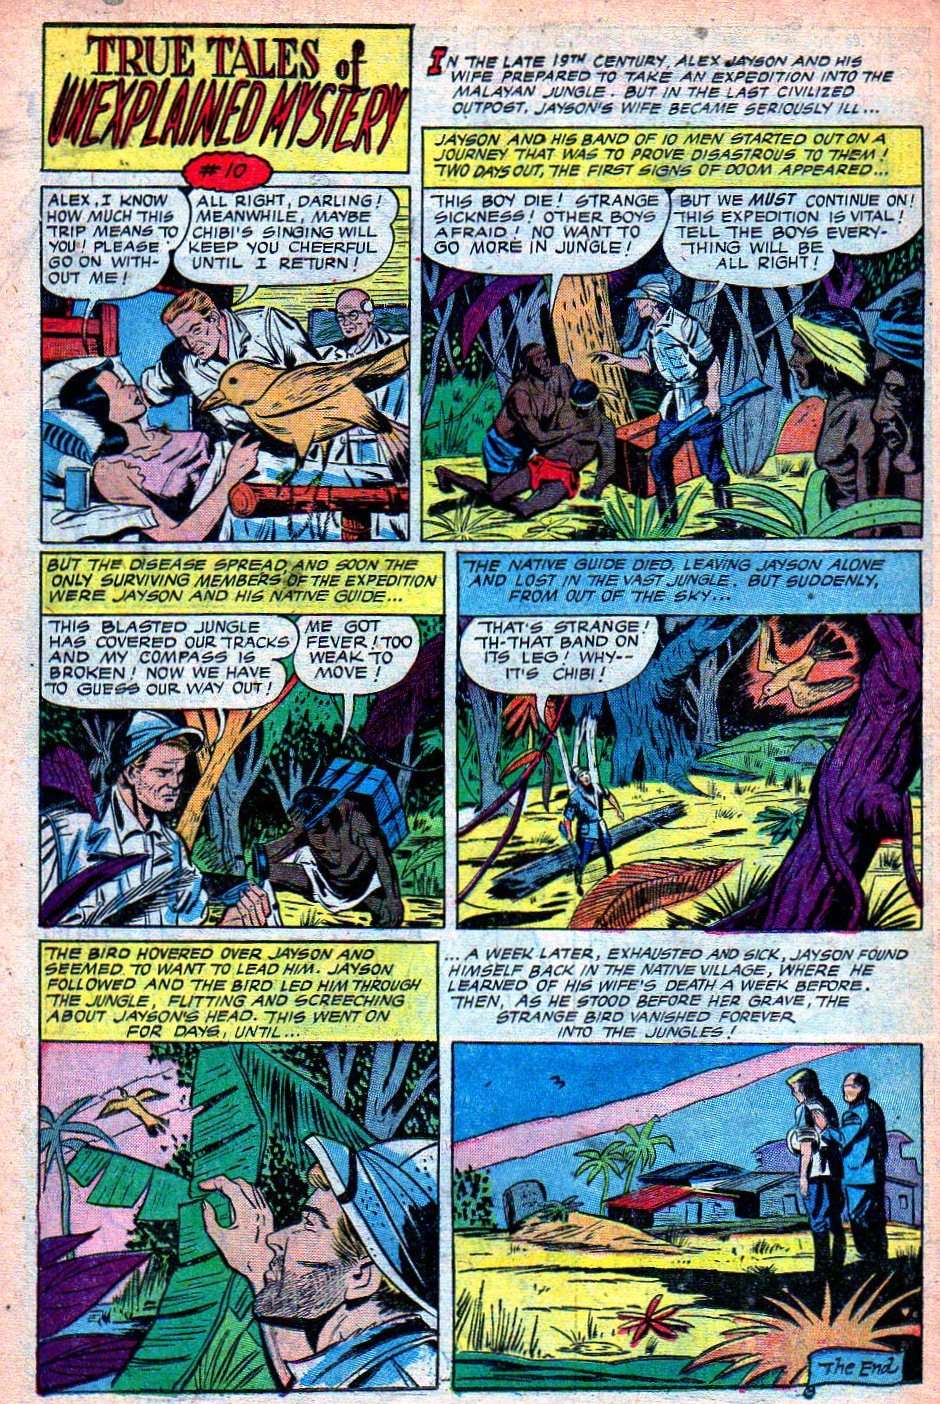 TRUE TALES of
UNEXPLAINED MYSTERY
#10
IN THE LATE 19TH CENTURY, ALEX JAYSON AND HIS
WIFE PREPARED TO TAKE AN EXPEDITION INTO THE
MALAYAN JUNGLE. BUT IN THE LAST CIVILIZED
OUTPOST, JAYSON'S WIFE BECAME SERIOUSLY ILL...
ALEX, I KNOW
HOW MUCH THIS
TRIP MEANS TO
YOU! PLEASE
GO ON WITH-
OUT ME!
ALL RIGHT, DARLING!
MEANWHILE, MAYBE
CHIBI'S SINGING WILL
KEEP YOU CHEERFUL
UNTIL I RETURN!
JAYSON AND HIS BAND OF 10 MEN STARTED OUT ON A
JOURNEY THAT WAS TO PROVE DISASTROUS TO THEM!
TWO DAYS OUT, THE FIRST SIGNS OF DOOM APPEARED...
THIS BOY DIE! STRANGE
SICKNESS! OTHER BOYS
AFRAID! NO WANT TO
GO MORE IN JUNGLE!
BUT WE MUST CONTINUE ON!
THIS EXPEDITION IS VITAL!
TELL THE BOYS EVERY-
THING WILL BE
ALL RIGHT!
BUT THE DISEASE SPREAD AND SOON THE
ONLY SURVIVING MEMBERS OF THE EXPEDITION
WERE JAYSON AND HIS NATIVE GUIDE...
THIS BLASTED JUNGLE
HAS COVERED OUR TRACKS
AND MY COMPASS IS
BROKEN! NOW WE HAVE
TO GUESS OUR WAY OUT!
ME GOT
FEVER! TOO
WEAK TO
MOVE!
THE NATIVE GUIDE DIED, LEAVING JAYSON ALONE
AND LOST IN THE VAST JUNGLE. BUT SUDDENLY,
FROM OUT OF THE SKY...
THAT'S STRANGE!
TH-THAT BAND ON
ITS LEG! WHY--
IT'S CHIBI!
THE BIRD HOVERED OVER JAYSON AND
SEEMED TO WANT TO LEAD HIM. JAYSON
FOLLOWED AND THE BIRD LED HIM THROUGH
THE JUNGLE, FLITTING AND SCREECHING
ABOUT JAYSON'S HEAD. THIS WENT ON
FOR DAYS, UNTIL...
...A WEEK LATER, EXHAUSTED AND SICK, JAYSON FOUND
HIMSELF BACK IN THE NATIVE VILLAGE, WHERE HE
LEARNED OF HIS WIFE'S DEATH A WEEK BEFORE.
THEN, AS HE STOOD BEFORE HER GRAVE, THE
STRANGE BIRD VANISHED FOREVER
INTO THE JUNGLES!
The End